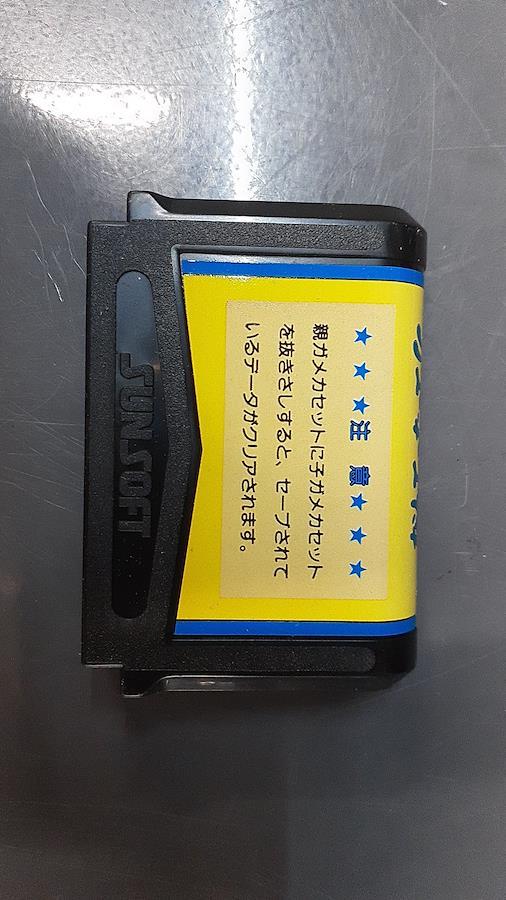 ★★★注 意★★★
親ガメカセットに子ガメカセット
を抜きさしすると、セーブされて
いるデータがクリアされます。
SUNSOFT